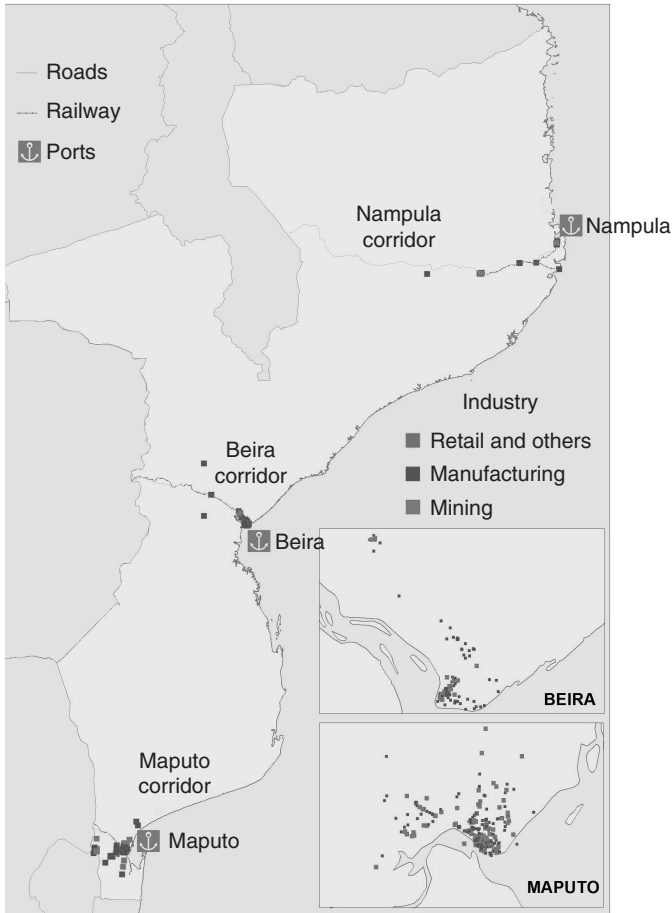 Roads
Railway
Ports
Nampula
corridor
Nampula
Industry
Retail and others
Manufacturing
Mining
Beira
corridor
Beira
BEIRA
Maputo
corridor
Maputo
MAPUTO